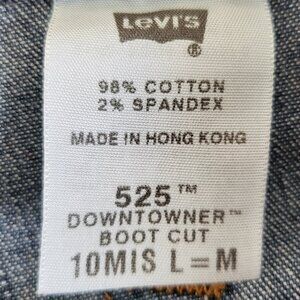 LEVI'S
®
98% COTTON
2% SPANDEX
MADE IN HONG KONG
525™
DOWNTOWNER™
BOOT CUT
10MIS L=M